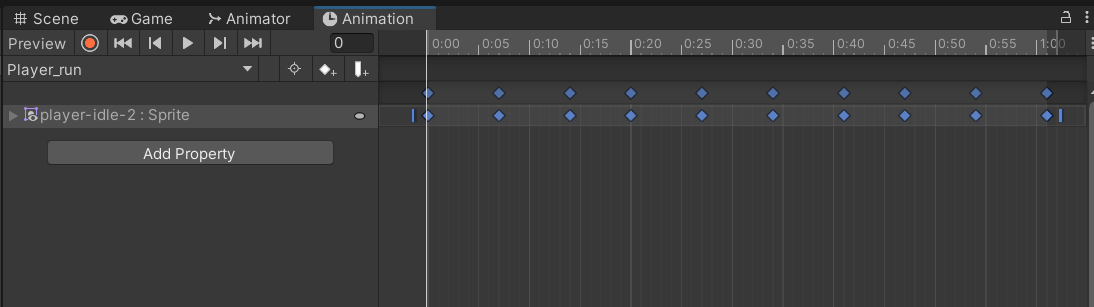 Scene Game Animator Animation
Preview 0 0:00 0:05 0:10 0:15 0:20 0:25 0:30 0:35 0:40 0:45 0:50 0:55 1:00
Player_run
player-idle-2 : Sprite
Add Property